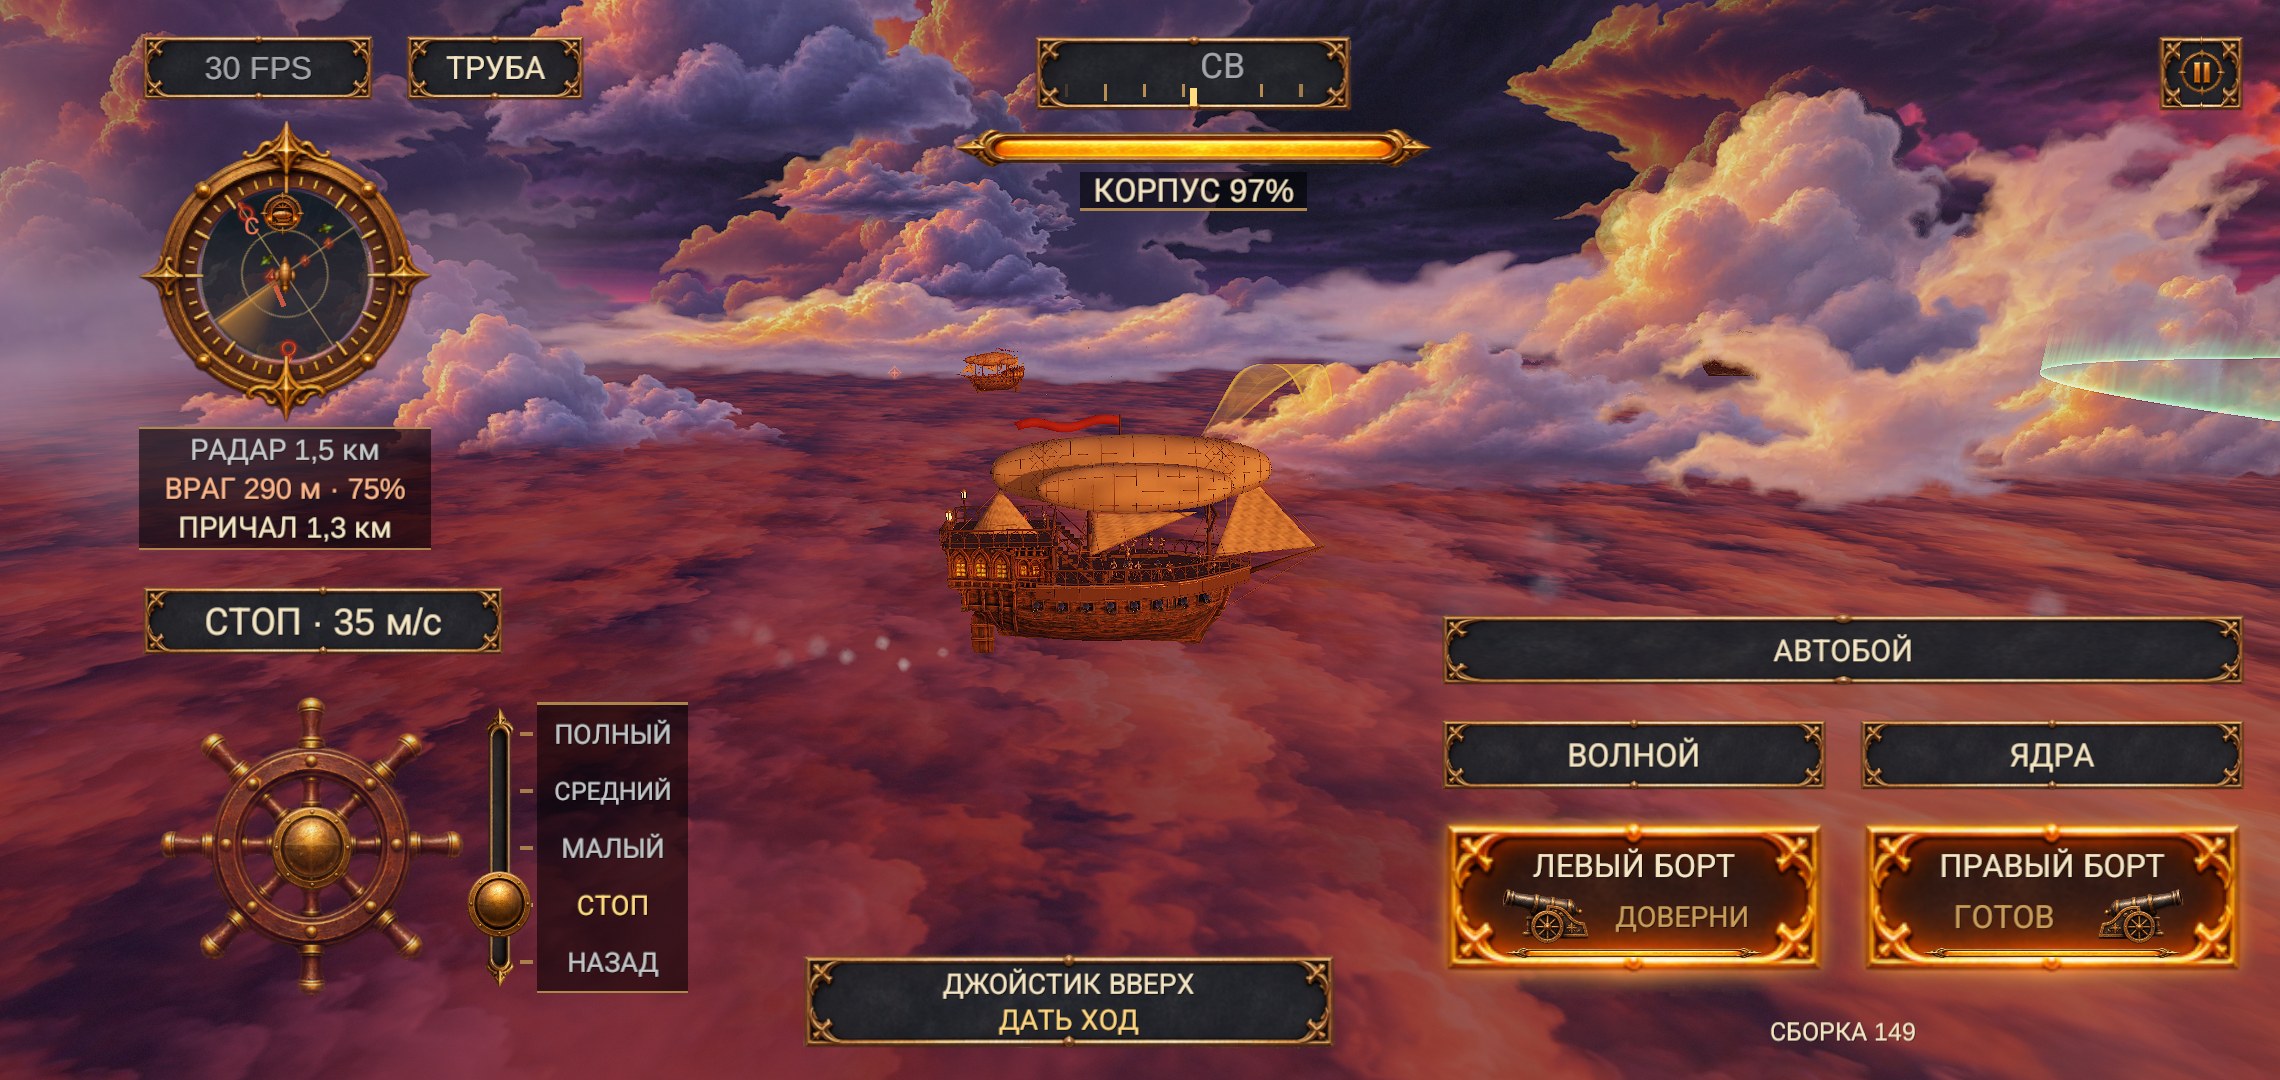 30 FPS
ТРУБА
СВ
КОРПУС 97%
С
РАДАР 1,5 км
ВРАГ 290 м · 75%
ПРИЧАЛ 1,3 км
СТОП · 35 м/с
ПОЛНЫЙ
СРЕДНИЙ
МАЛЫЙ
СТОП
НАЗАД
АВТОБОЙ
ВОЛНОЙ
ЯДРА
ЛЕВЫЙ БОРТ
ДОВЕРНИ
ПРАВЫЙ БОРТ
ГОТОВ
ДЖОЙСТИК ВВЕРХ
ДАТЬ ХОД
СБОРКА 149